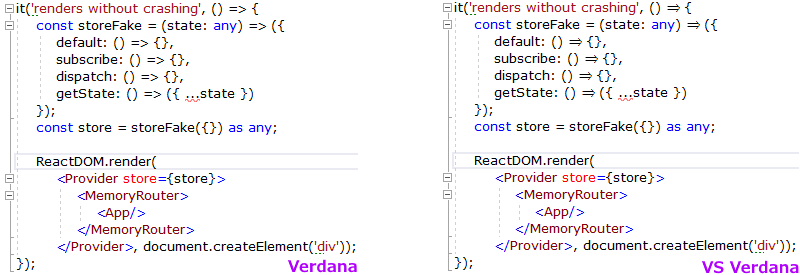 it('renders without crashing', () => {
const storeFake = (state: any) => ({
default: () => {},
subscribe: () => {},
dispatch: () => {},
getState: () => ({ ...state })
});
const store = storeFake({}) as any;
ReactDOM.render(
<Provider store={store}>
<MemoryRouter>
<App/>
</MemoryRouter>
</Provider>, document.createElement('div'));
});
Verdana
it('renders without crashing', () ⇒ {
const storeFake = (state: any) ⇒ ({
default: () ⇒ {},
subscribe: () ⇒ {},
dispatch: () ⇒ {},
getState: () ⇒ ({ ...state })
});
const store = storeFake({}) as any;
ReactDOM.render(
<Provider store={store}>
<MemoryRouter>
<App/>
</MemoryRouter>
</Provider>, document.createElement('div'));
});
VS Verdana